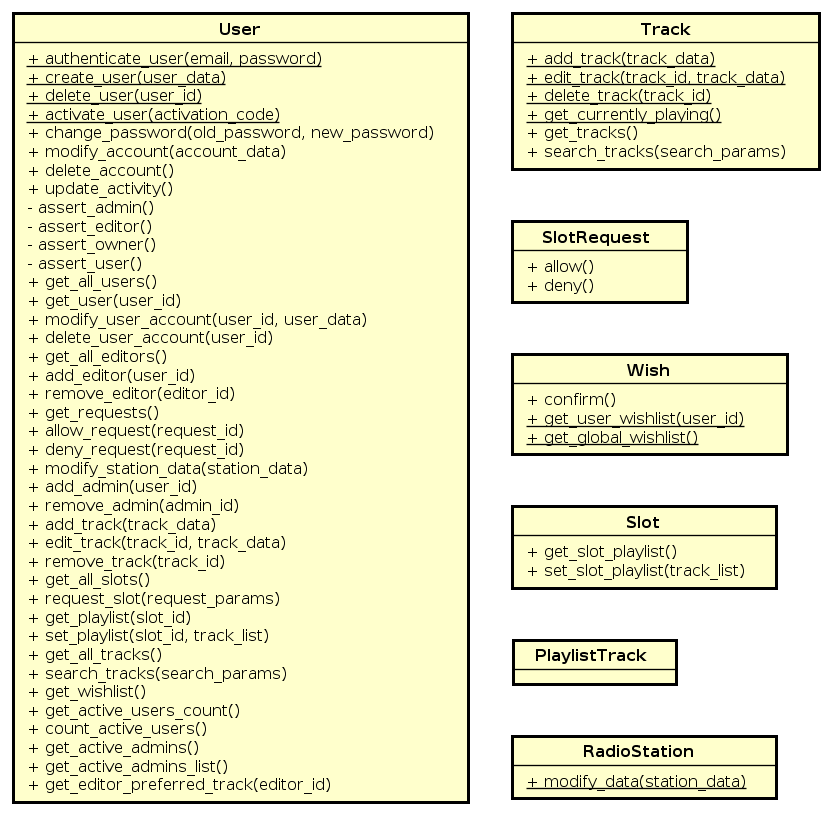 User
+ authenticate_user(email, password)
+ create_user(user_data)
+ delete_user(user_id)
+ activate_user(activation_code)
+ change_password(old_password, new_password)
+ modify_account(account_data)
+ delete_account()
+ update_activity()
- assert_admin()
- assert_editor()
- assert_owner()
- assert_user()
+ get_all_users()
+ get_user(user_id)
+ modify_user_account(user_id, user_data)
+ delete_user_account(user_id)
+ get_all_editors()
+ add_editor(user_id)
+ remove_editor(editor_id)
+ get_requests()
+ allow_request(request_id)
+ deny_request(request_id)
+ modify_station_data(station_data)
+ add_admin(user_id)
+ remove_admin(admin_id)
+ add_track(track_data)
+ edit_track(track_id, track_data)
+ remove_track(track_id)
+ get_all_slots()
+ request_slot(request_params)
+ get_playlist(slot_id)
+ set_playlist(slot_id, track_list)
+ get_all_tracks()
+ search_tracks(search_params)
+ get_wishlist()
+ get_active_users_count()
+ count_active_users()
+ get_active_admins()
+ get_active_admins_list()
+ get_editor_preferred_track(editor_id)
Track
+ add_track(track_data)
+ edit_track(track_id, track_data)
+ delete_track(track_id)
+ get_currently_playing()
+ get_tracks()
+ search_tracks(search_params)
SlotRequest
+ allow()
+ deny()
Wish
+ confirm()
+ get_user_wishlist(user_id)
+ get_global_wishlist()
Slot
+ get_slot_playlist()
+ set_slot_playlist(track_list)
PlaylistTrack
RadioStation
+ modify_data(station_data)